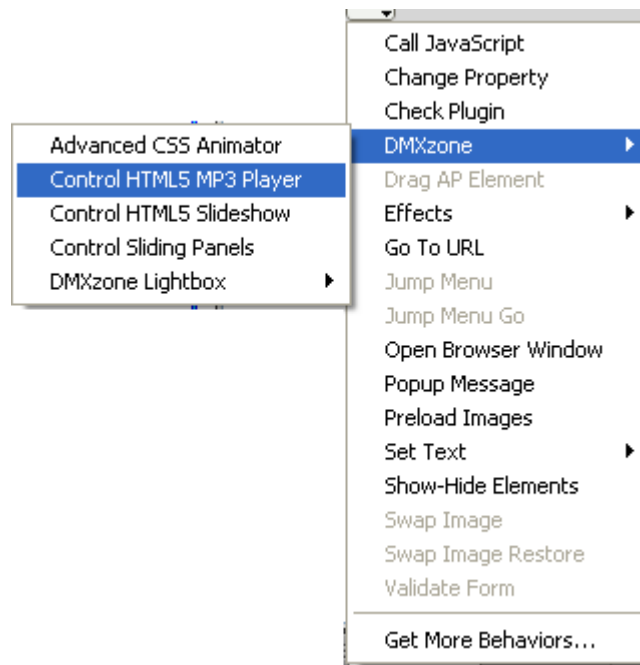 Call JavaScript
Change Property
Check Plugin
DMXzone
Advanced CSS Animator
Control HTML5 MP3 Player
Control HTML5 Slideshow
Control Sliding Panels
DMXzone Lightbox
Drag AP Element
Effects
Go To URL
Jump Menu
Jump Menu Go
Open Browser Window
Popup Message
Preload Images
Set Text
Show-Hide Elements
Swap Image
Swap Image Restore
Validate Form
Get More Behaviors...